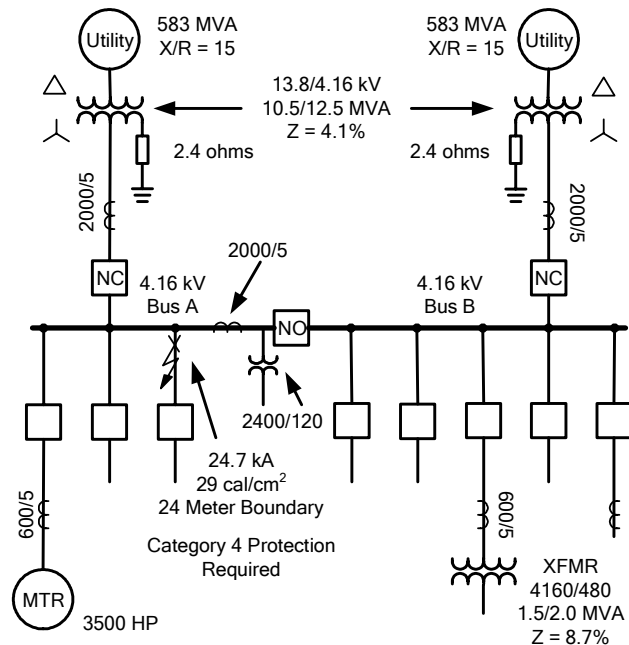 583 MVA
X/R = 15
Utility
583 MVA
X/R = 15
Utility
13.8/4.16 kV
10.5/12.5 MVA
Z = 4.1%
2.4 ohms
2.4 ohms
2000/5
2000/5
NC
4.16 kV
Bus A
2000/5
4.16 kV
Bus B
NC
NO
2400/120
24.7 kA
29 cal/cm²
24 Meter Boundary
Category 4 Protection
Required
600/5
600/5
MTR
3500 HP
XFMR
4160/480
1.5/2.0 MVA
Z = 8.7%